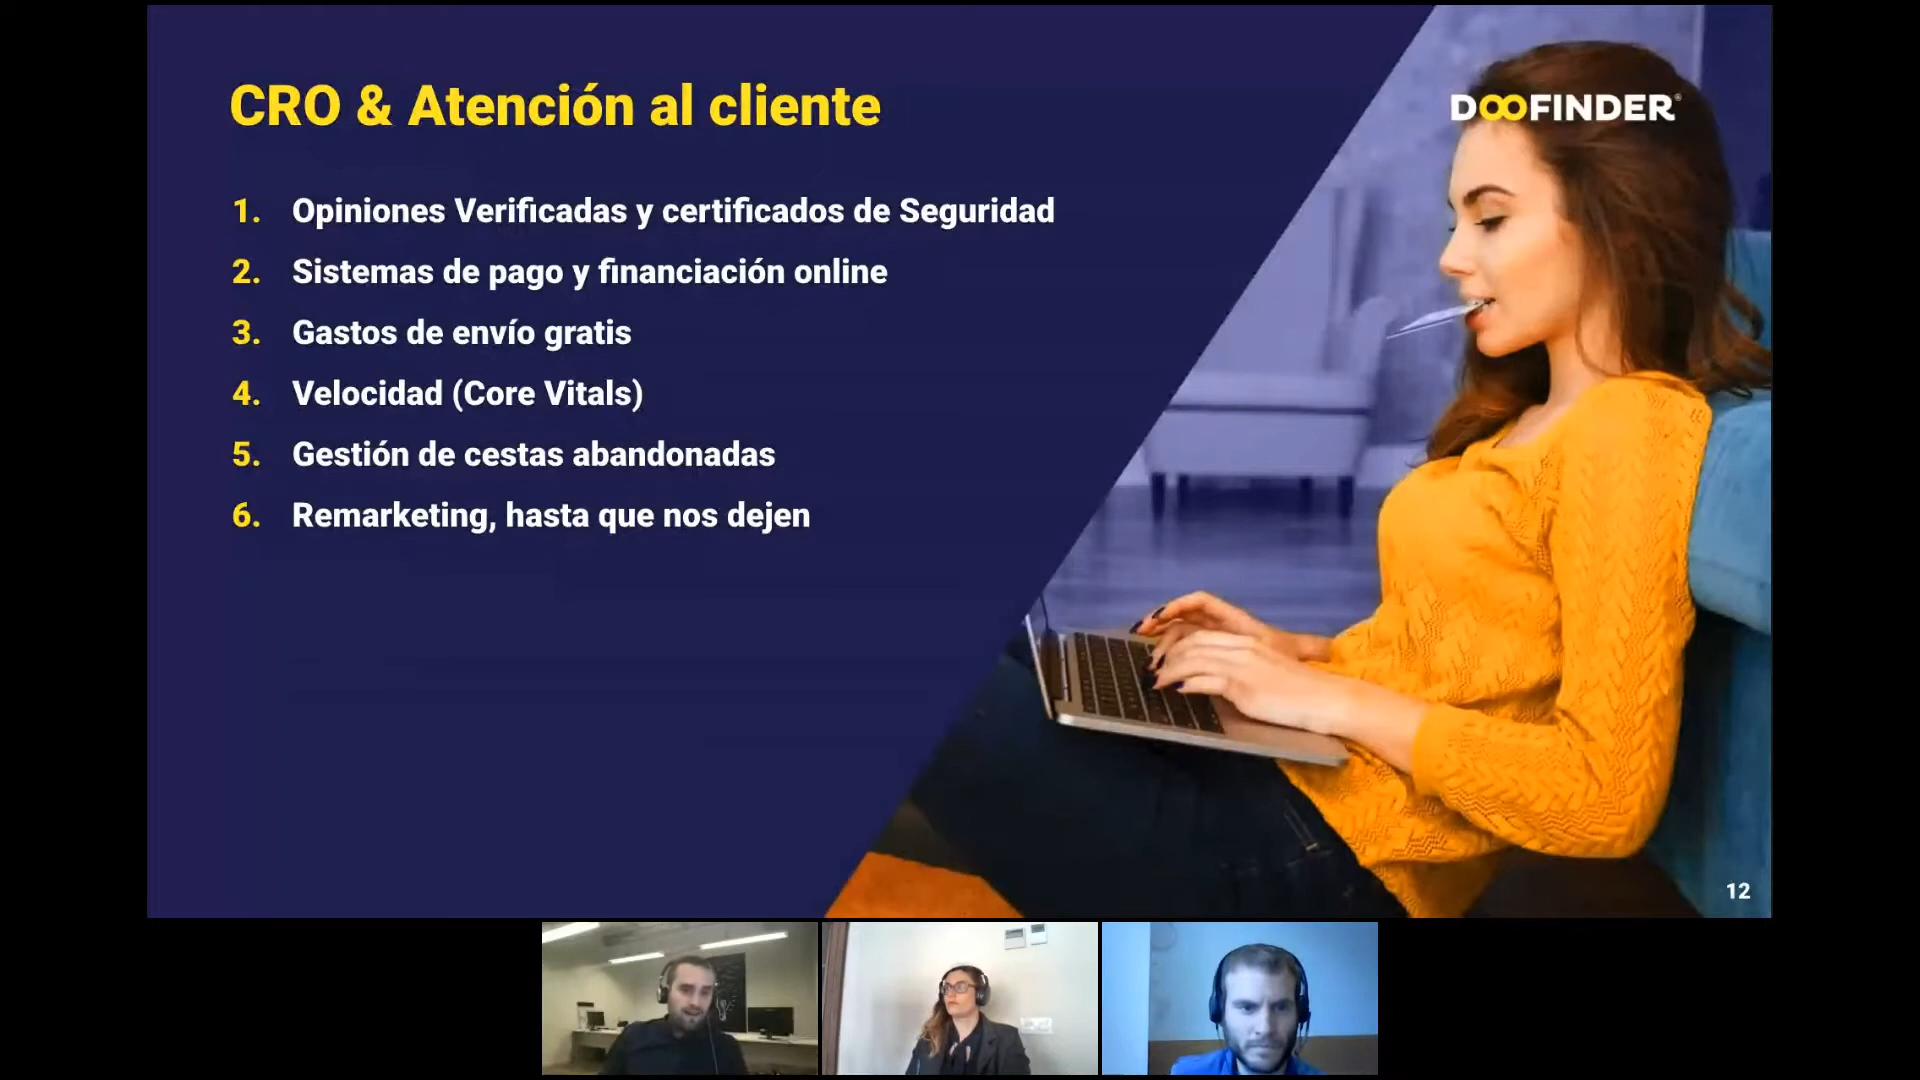 CRO & Atención al cliente
DOOFINDER®
1. Opiniones Verificadas y certificados de Seguridad
2. Sistemas de pago y financiación online
3. Gastos de envío gratis
4. Velocidad (Core Vitals)
5. Gestión de cestas abandonadas
6. Remarketing, hasta que nos dejen
12